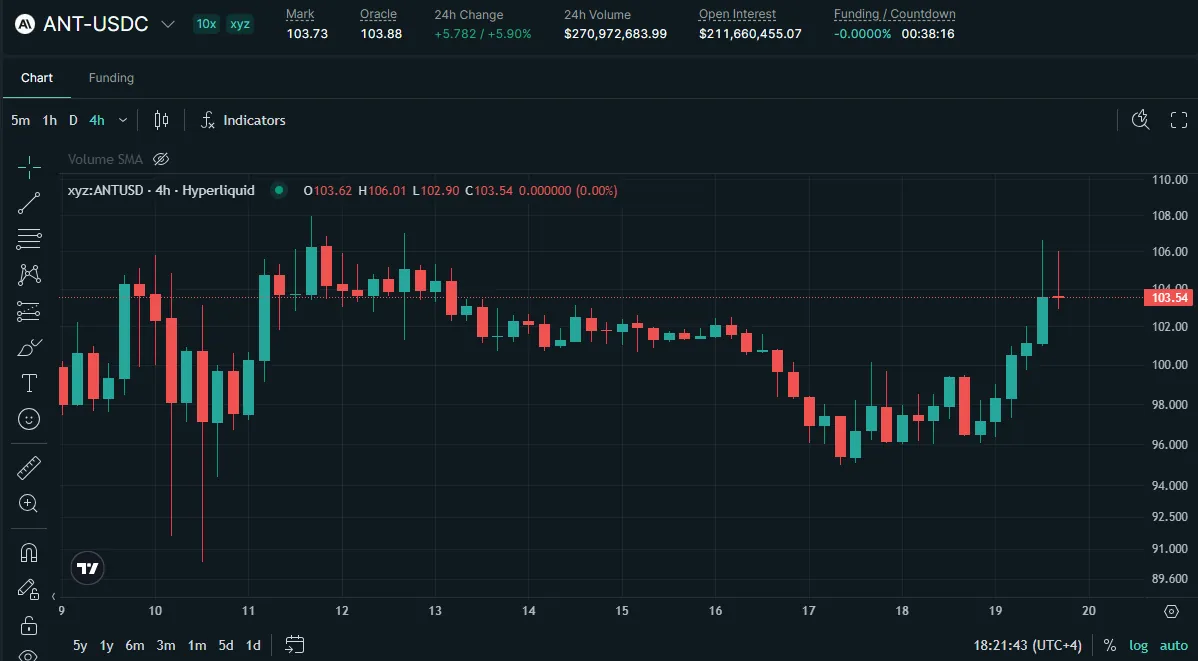 ANT-USDC 10x xyz
Mark Oracle 24h Change 24h Volume Open Interest Funding / Countdown
103.73 103.88 +5.782 / +5.90% $270,972,683.99 $211,660,455.07 -0.0000% 00:38:16
Chart Funding
5m 1h D 4h Indicators
Volume SMA
xyz:ANTUSD · 4h · Hyperliquid O103.62 H106.01 L102.90 C103.54 0.000000 (0.00%)
110.00
108.00
106.00
104.00
103.54
102.00
100.00
98.000
96.000
94.000
92.500
91.000
89.600
9 10 11 12 13 14 15 16 17 18 19 20
5y 1y 6m 3m 1m 5d 1d 18:21:43 (UTC+4) % log auto